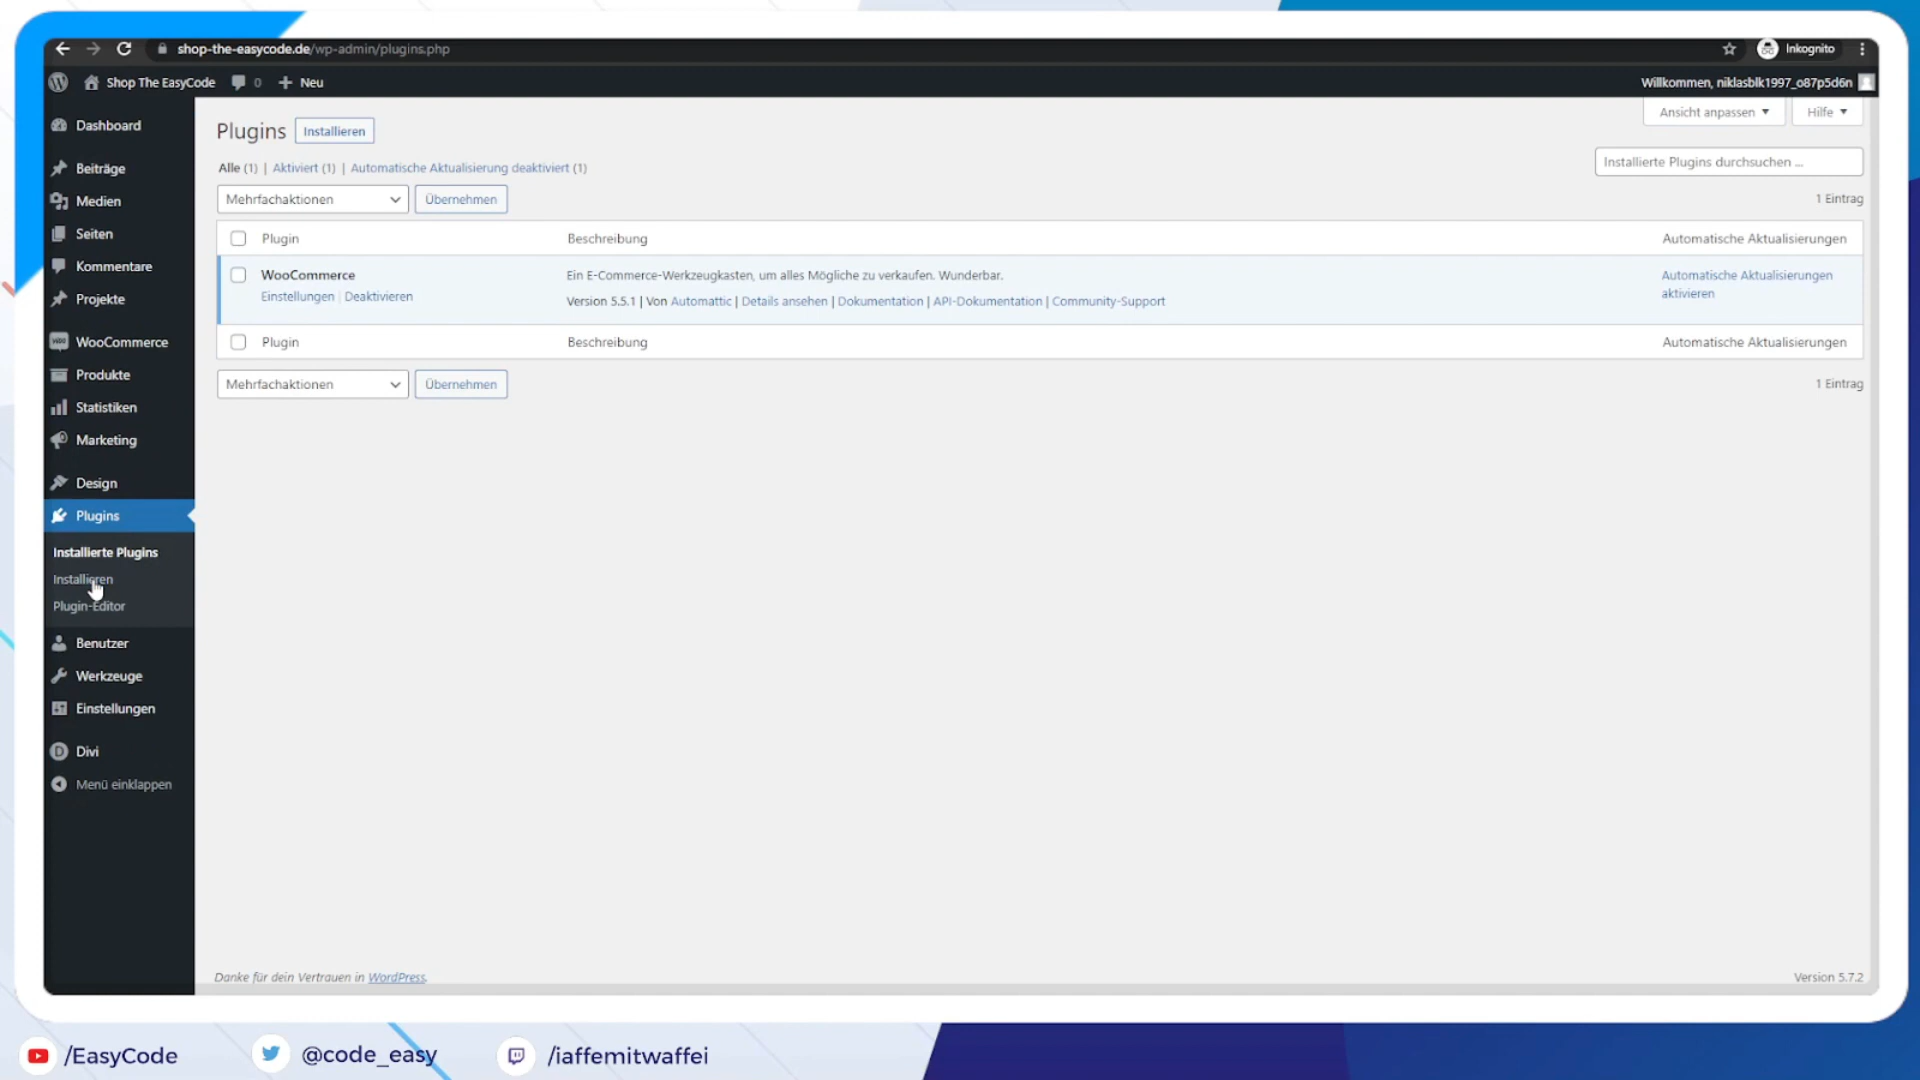 shop-the-easycode.de/wp-admin/plugins.php
Inkognito
Shop The EasyCode 0 Neu
Willkommen, niklasblk1997_o87p5d6n
Dashboard
Beiträge
Medien
Seiten
Kommentare
Projekte
WooCommerce
Produkte
Statistiken
Marketing
Design
Plugins
Installierte Plugins
Installieren
Plugin-Editor
Benutzer
Werkzeuge
Einstellungen
Divi
Menü einklappen
Ansicht anpassen Hilfe
Plugins Installieren
Alle (1) | Aktiviert (1) | Automatische Aktualisierung deaktiviert (1)
Installierte Plugins durchsuchen ...
Mehrfachaktionen Übernehmen
1 Eintrag
Plugin Beschreibung Automatische Aktualisierungen
WooCommerce
Einstellungen | Deaktivieren
Ein E-Commerce-Werkzeugkasten, um alles Mögliche zu verkaufen. Wunderbar.
Version 5.5.1 | Von Automattic | Details ansehen | Dokumentation | API-Dokumentation | Community-Support
Automatische Aktualisierungen
aktivieren
Plugin Beschreibung Automatische Aktualisierungen
Mehrfachaktionen Übernehmen
1 Eintrag
Danke für dein Vertrauen in WordPress.
Version 5.7.2
/EasyCode
@code_easy
/iaffemitwaffei